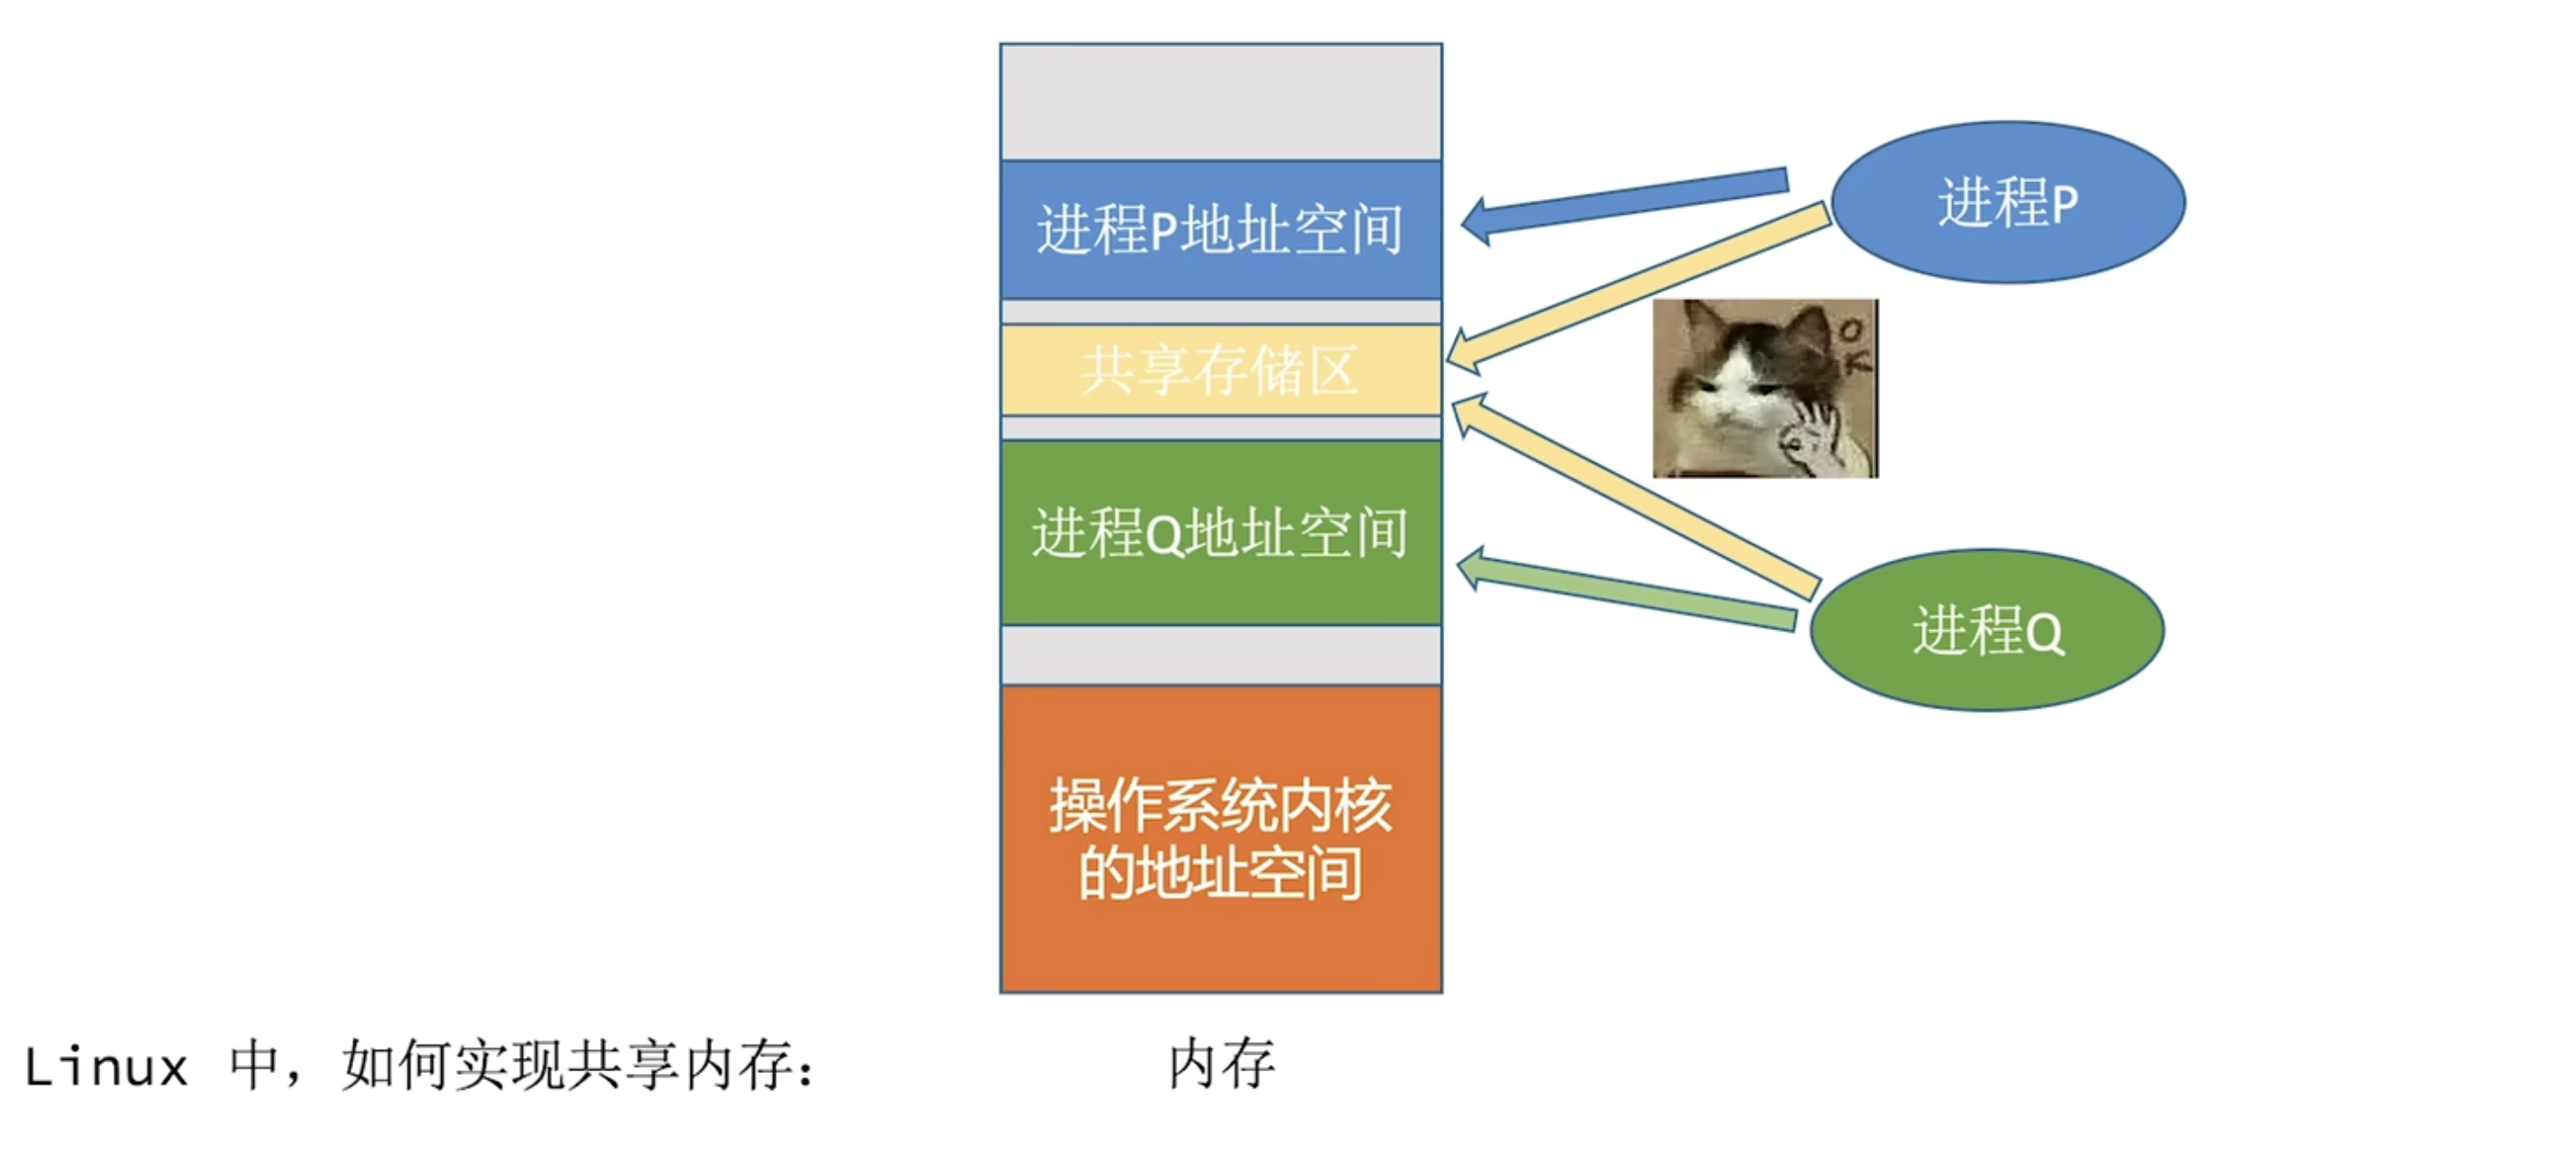 进程P地址空间
进程P
共享存储区
OK
进程Q地址空间
进程Q
操作系统内核
的地址空间
Linux 中，如何实现共享内存：
内存